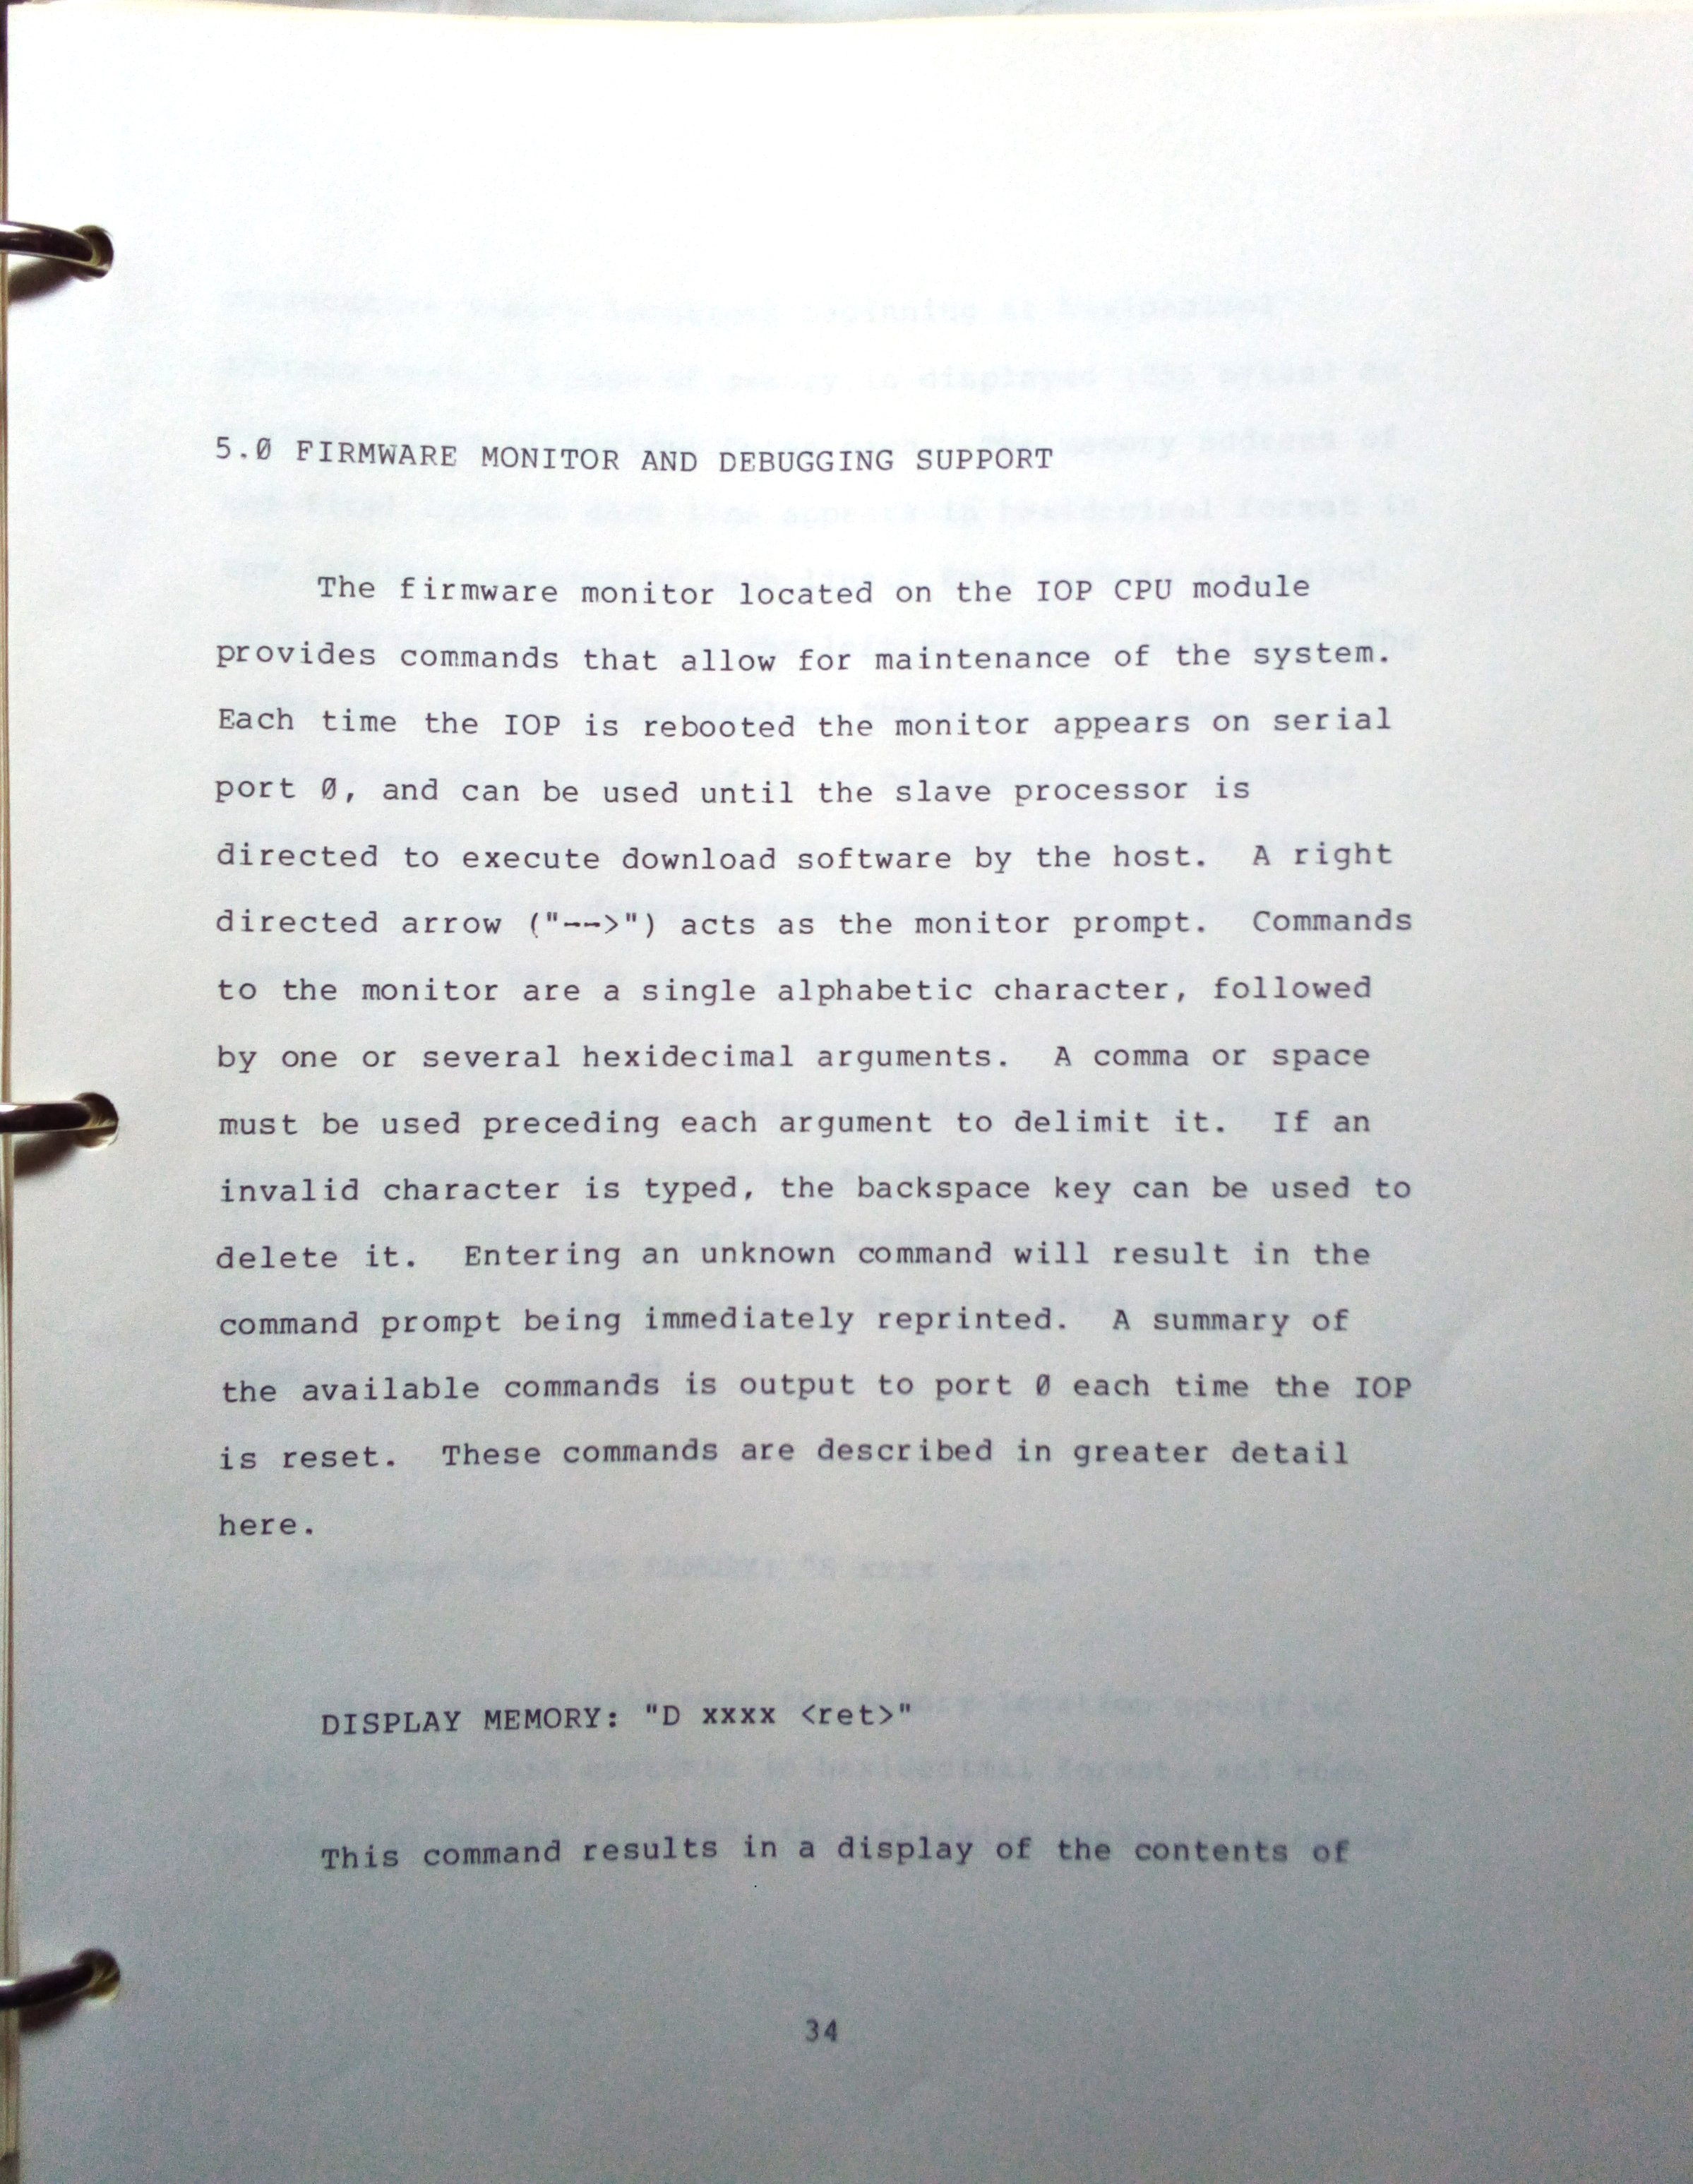 5.0 FIRMWARE MONITOR AND DEBUGGING SUPPORT
The firmware monitor located on the IOP CPU module
provides commands that allow for maintenance of the system.
Each time the IOP is rebooted the monitor appears on serial
port 0, and can be used until the slave processor is
directed to execute download software by the host.  A right
directed arrow ("-->") acts as the monitor prompt.  Commands
to the monitor are a single alphabetic character, followed
by one or several hexidecimal arguments.  A comma or space
must be used preceding each argument to delimit it.  If an
invalid character is typed, the backspace key can be used to
delete it.  Entering an unknown command will result in the
command prompt being immediately reprinted.  A summary of
the available commands is output to port 0 each time the IOP
is reset.  These commands are described in greater detail
here.
DISPLAY MEMORY: "D xxxx <ret>"
This command results in a display of the contents of
34